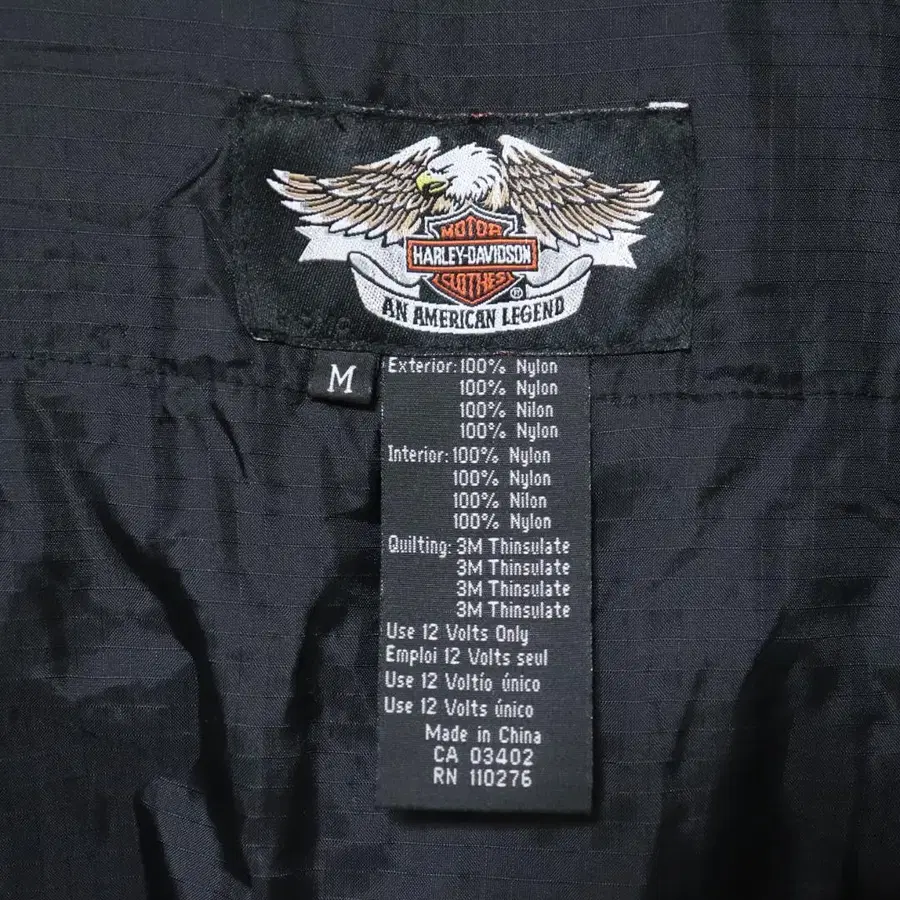 MOTOR
HARLEY-DAVIDSON
CLOTHES
®
AN AMERICAN LEGEND
M
Exterior: 100% Nylon
100% Nylon
100% Nilon
100% Nylon
Interior: 100% Nylon
100% Nylon
100% Nilon
100% Nylon
Quilting: 3M Thinsulate
3M Thinsulate
3M Thinsulate
3M Thinsulate
Use 12 Volts Only
Emploi 12 Volts seul
Use 12 Voltío único
Use 12 Volts único
Made in China
CA 03402
RN 110276